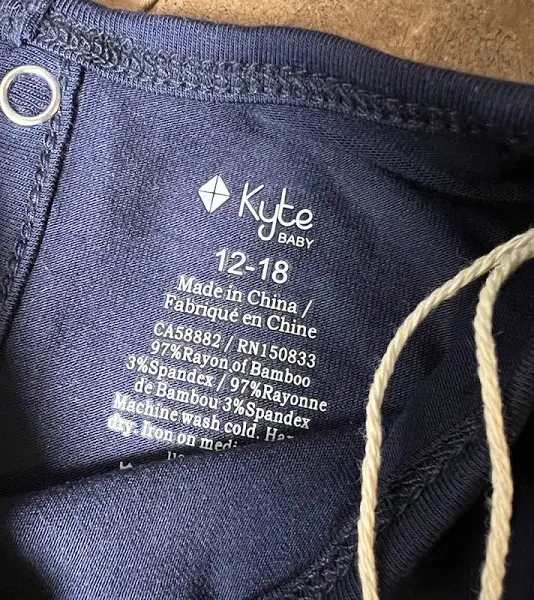 Kyte
BABY
12-18
Made in China /
Fabriqué en Chine
CA58882 / RN150833
97%Rayon of Bamboo
3%Spandex / 97%Rayonne
de Bambou 3%Spandex
Machine wash cold.
dry. Iron on